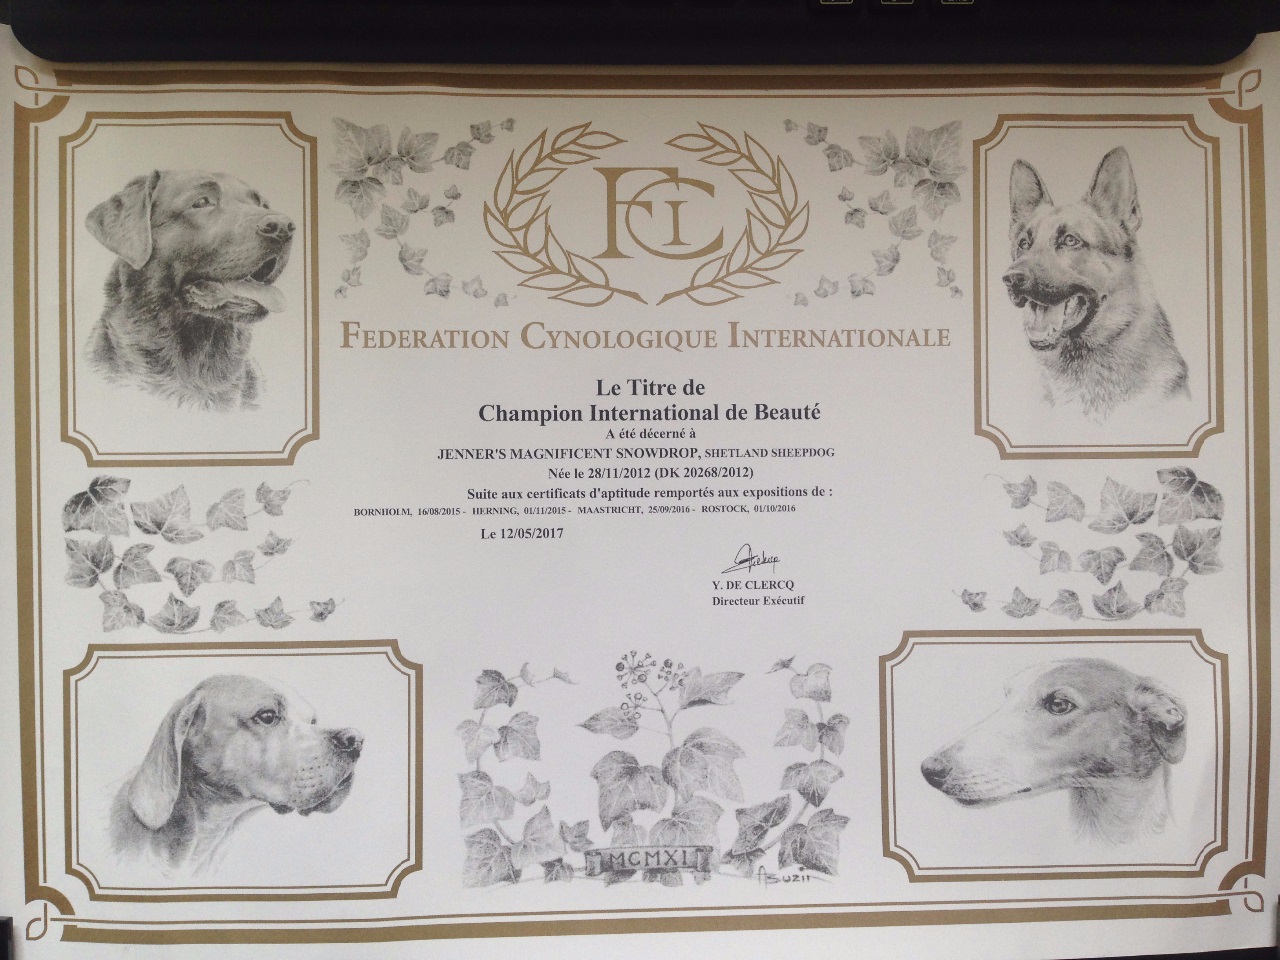 FCI
FEDERATION CYNOLOGIQUE INTERNATIONALE
Le Titre de
Champion International de Beauté
A été décerné à
JENNER'S MAGNIFICENT SNOWDROP, SHETLAND SHEEPDOG
Née le 28/11/2012 (DK 20268/2012)
Suite aux certificats d'aptitude remportés aux expositions de :
BORNHOLM, 16/08/2015 - HERNING, 01/11/2015 - MAASTRICHT, 25/09/2016 - ROSTOCK, 01/10/2016
Le 12/05/2017
Y. DE CLERCQ
Directeur Exécutif
MCMXI